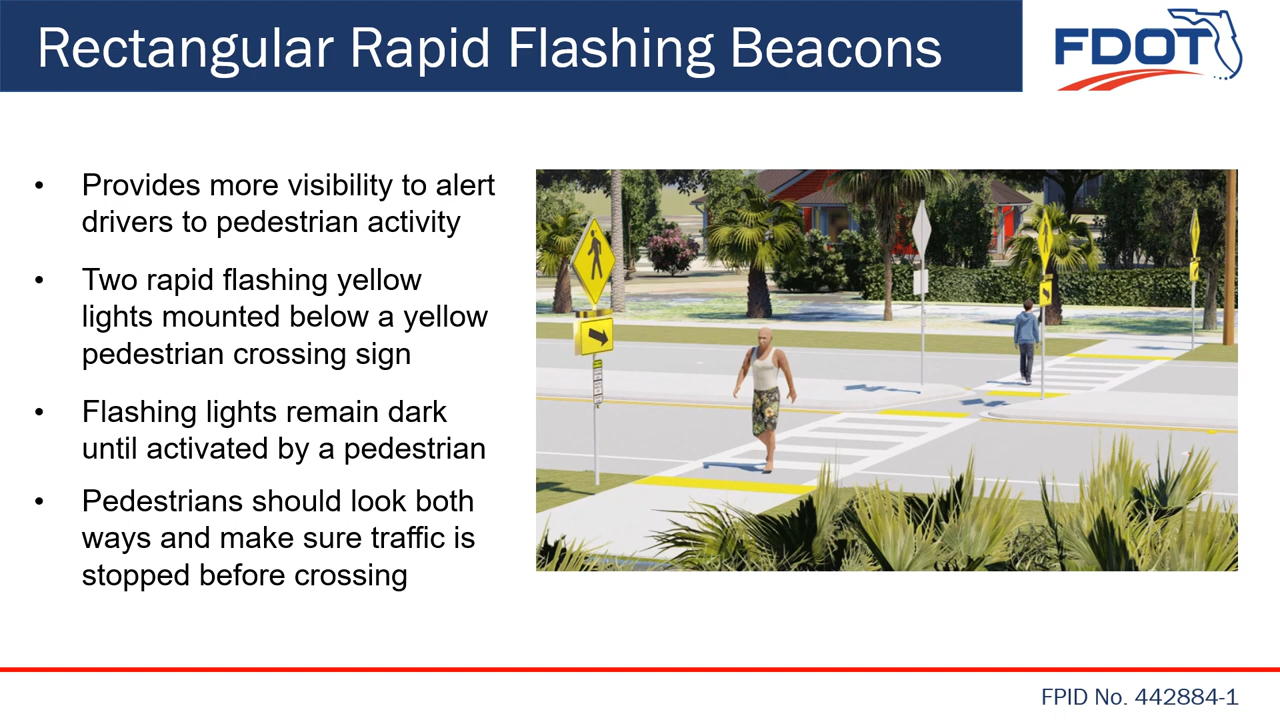 Rectangular Rapid Flashing Beacons
FDOT
• Provides more visibility to alert
drivers to pedestrian activity
• Two rapid flashing yellow
lights mounted below a yellow
pedestrian crossing sign
• Flashing lights remain dark
until activated by a pedestrian
• Pedestrians should look both
ways and make sure traffic is
stopped before crossing
FPID No. 442884-1